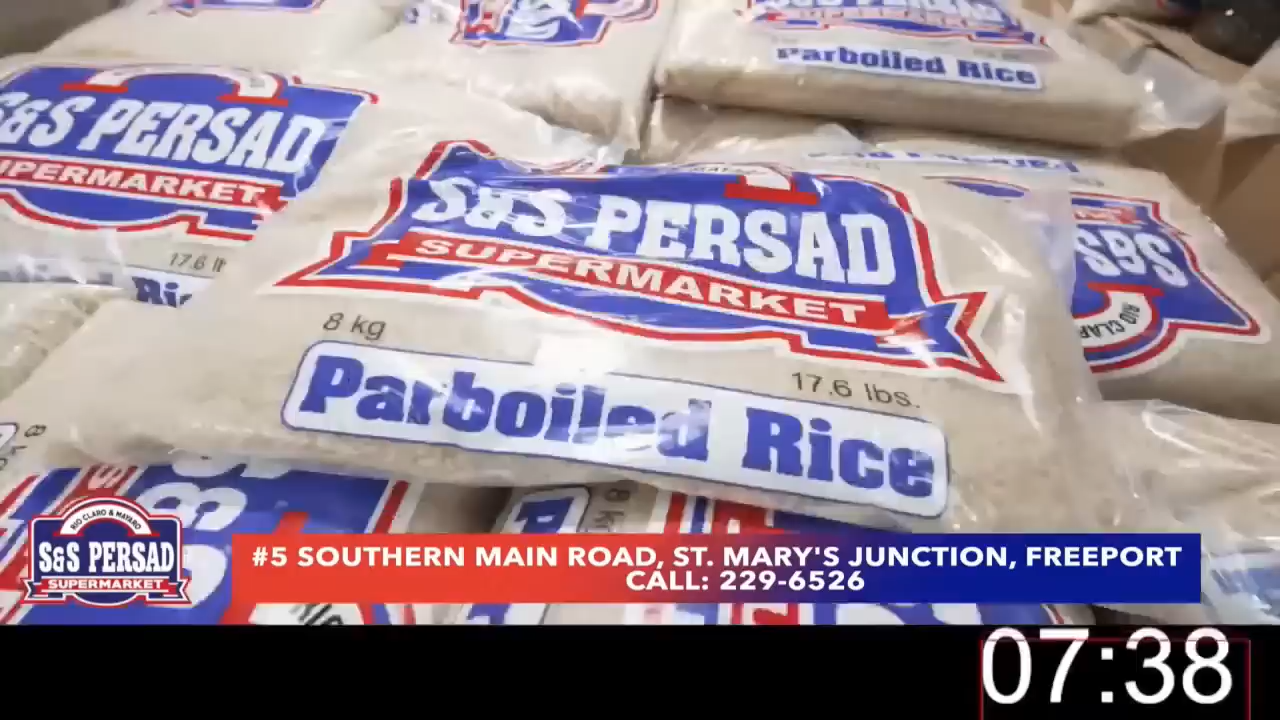 Parboiled Rice
S&S PERSAD
SUPERMARKET
17.6 lb
S&S PERSAD
SUPERMARKET
8 kg
17.6 lbs.
Parboiled Rice
S&S
RIO CLARO & MAYARO
S&S PERSAD
SUPERMARKET
#5 SOUTHERN MAIN ROAD, ST. MARY'S JUNCTION, FREEPORT
CALL: 229-6526
07:38